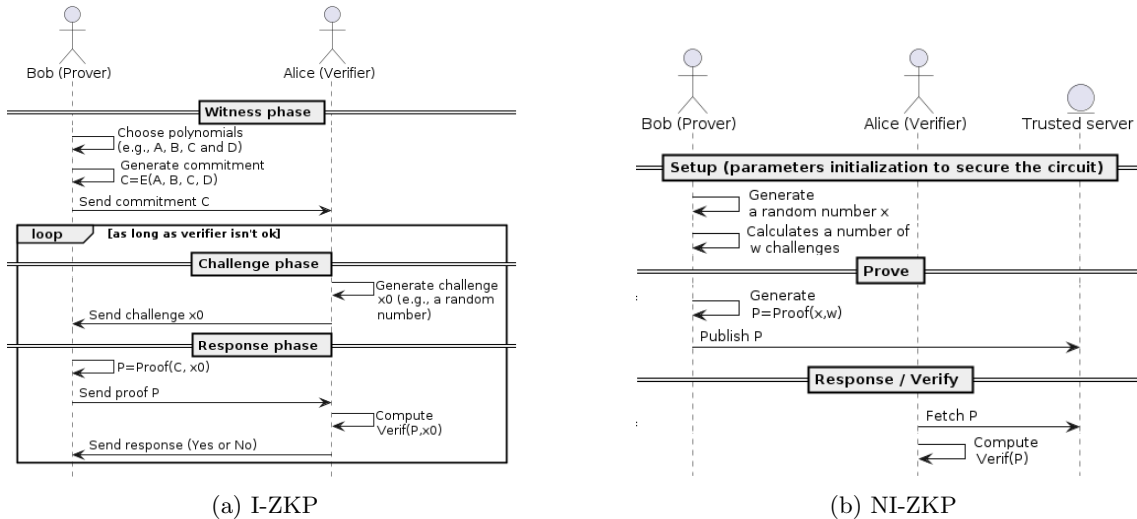 Bob (Prover)
Alice (Verifier)
Witness phase
Choose polynomials
(e.g., A, B, C and D)
Generate commitment
C=E(A, B, C, D)
Send commitment C
loop
[as long as verifier isn't ok]
Challenge phase
Generate challenge
x0 (e.g., a random
number)
Send challenge x0
Response phase
P=Proof(C, x0)
Send proof P
Compute
Verif(P,x0)
Send response (Yes or No)
(a) I-ZKP
Bob (Prover)
Alice (Verifier)
Trusted server
Setup (parameters initialization to secure the circuit)
Generate
a random number x
Calculates a number of
w challenges
Prove
Generate
P=Proof(x,w)
Publish P
Response / Verify
Fetch P
Compute
Verif(P)
(b) NI-ZKP